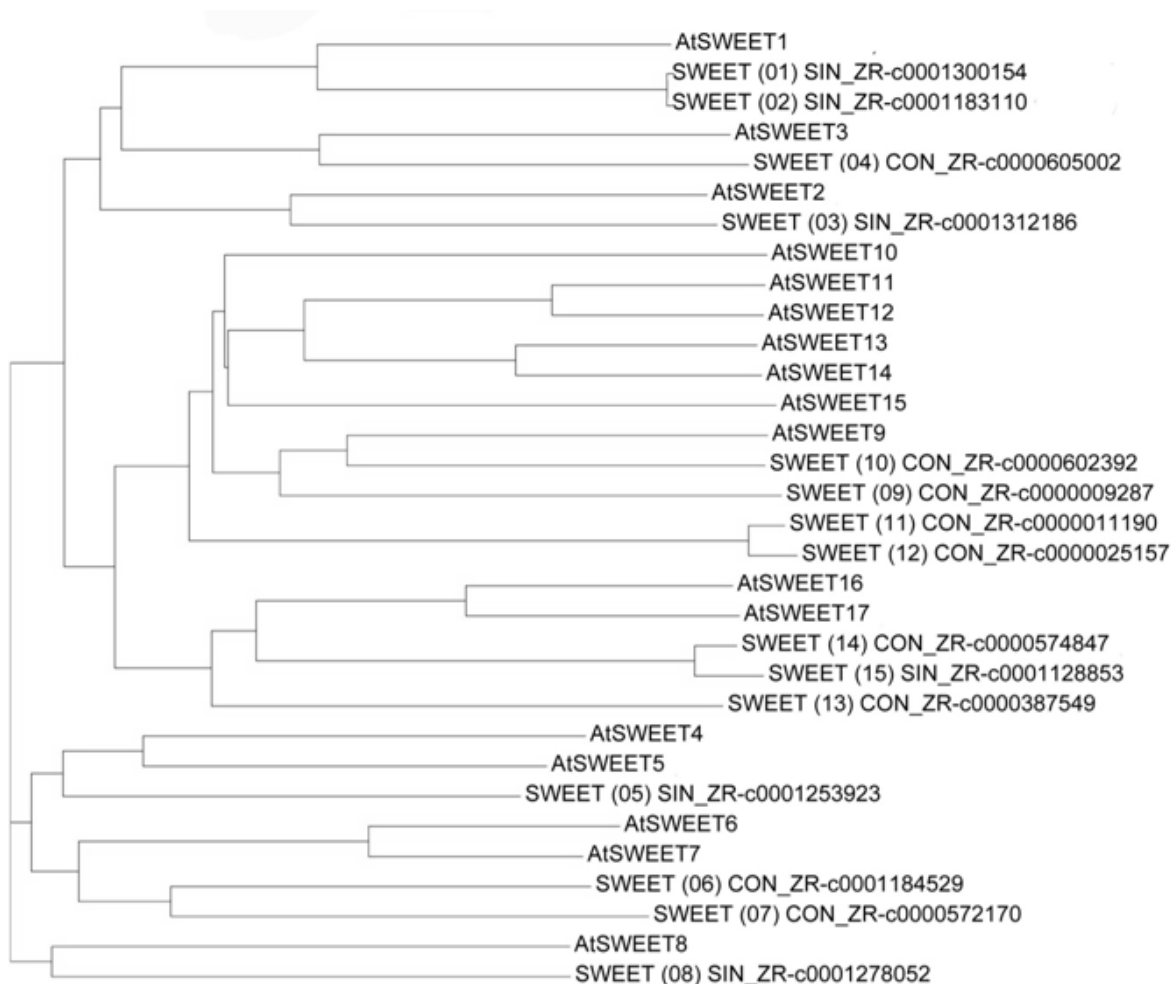 AtSWEET1
SWEET (01) SIN_ZR-c0001300154
SWEET (02) SIN_ZR-c0001183110
AtSWEET3
SWEET (04) CON_ZR-c0000605002
AtSWEET2
SWEET (03) SIN_ZR-c0001312186
AtSWEET10
AtSWEET11
AtSWEET12
AtSWEET13
AtSWEET14
AtSWEET15
AtSWEET9
SWEET (10) CON_ZR-c0000602392
SWEET (09) CON_ZR-c0000009287
SWEET (11) CON_ZR-c0000011190
SWEET (12) CON_ZR-c0000025157
AtSWEET16
AtSWEET17
SWEET (14) CON_ZR-c0000574847
SWEET (15) SIN_ZR-c0001128853
SWEET (13) CON_ZR-c0000387549
AtSWEET4
AtSWEET5
SWEET (05) SIN_ZR-c0001253923
AtSWEET6
AtSWEET7
SWEET (06) CON_ZR-c0001184529
SWEET (07) CON_ZR-c0000572170
AtSWEET8
SWEET (08) SIN_ZR-c0001278052